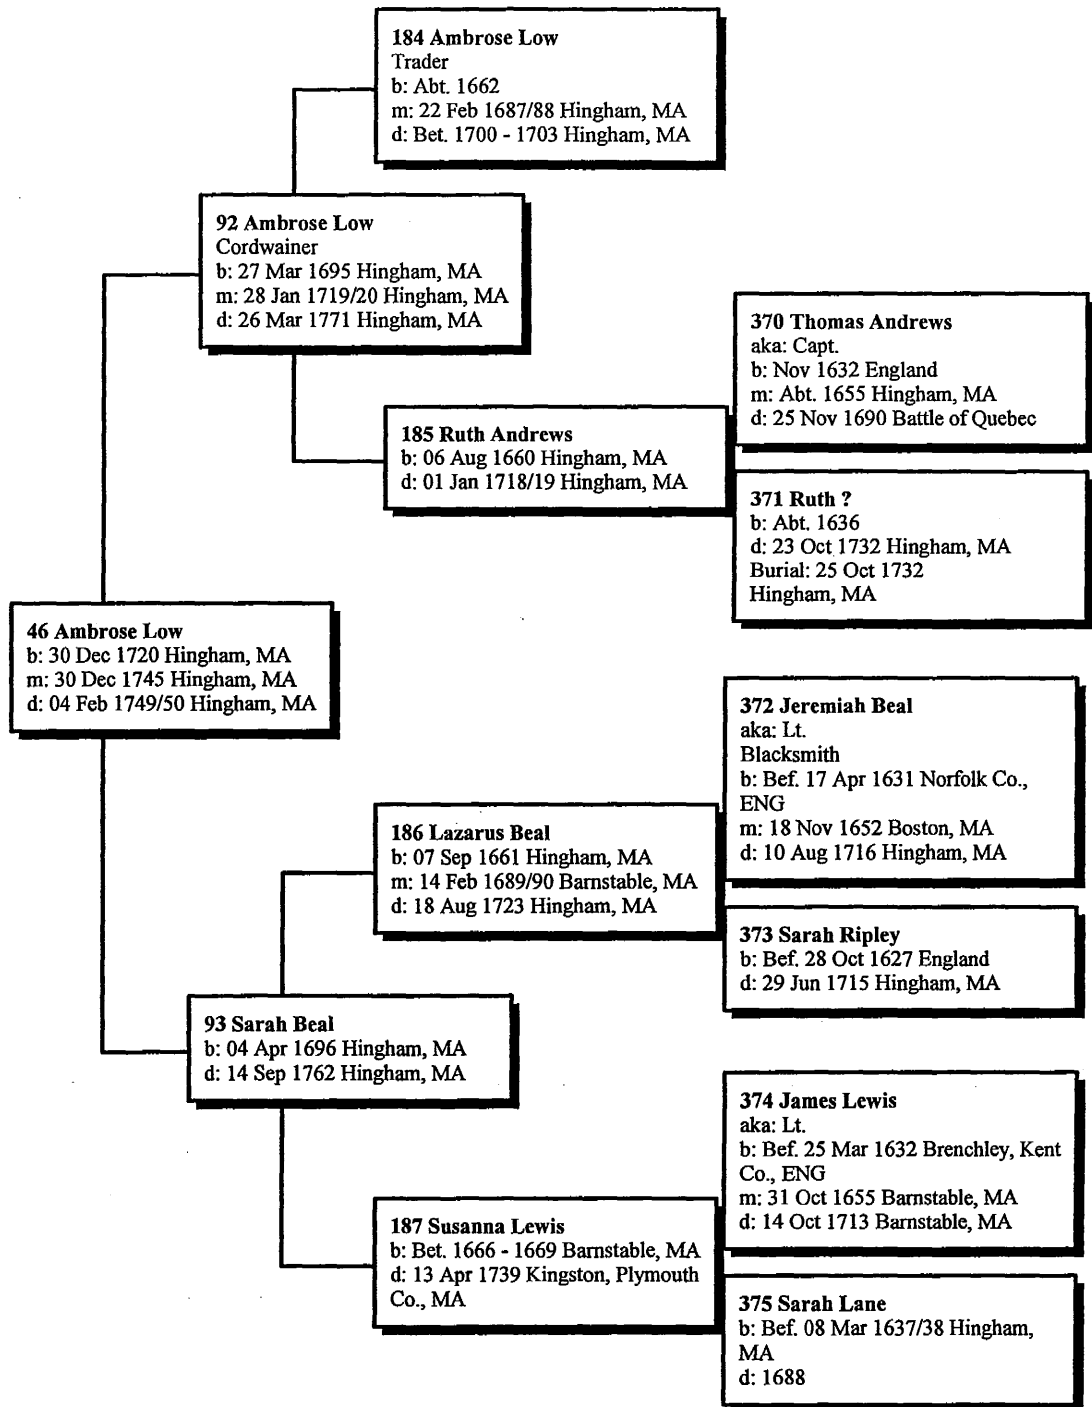 184 Ambrose Low
Trader
b: Abt. 1662
m: 22 Feb 1687/88 Hingham, MA
d: Bet. 1700 - 1703 Hingham, MA
92 Ambrose Low
Cordwainer
b: 27 Mar 1695 Hingham, MA
m: 28 Jan 1719/20 Hingham, MA
d: 26 Mar 1771 Hingham, MA
370 Thomas Andrews
aka: Capt.
b: Nov 1632 England
m: Abt. 1655 Hingham, MA
d: 25 Nov 1690 Battle of Quebec
185 Ruth Andrews
b: 06 Aug 1660 Hingham, MA
d: 01 Jan 1718/19 Hingham, MA
371 Ruth ?
b: Abt. 1636
d: 23 Oct 1732 Hingham, MA
Burial: 25 Oct 1732
Hingham, MA
46 Ambrose Low
b: 30 Dec 1720 Hingham, MA
m: 30 Dec 1745 Hingham, MA
d: 04 Feb 1749/50 Hingham, MA
372 Jeremiah Beal
aka: Lt.
Blacksmith
b: Bef. 17 Apr 1631 Norfolk Co.,
ENG
m: 18 Nov 1652 Boston, MA
d: 10 Aug 1716 Hingham, MA
186 Lazarus Beal
b: 07 Sep 1661 Hingham, MA
m: 14 Feb 1689/90 Barnstable, MA
d: 18 Aug 1723 Hingham, MA
373 Sarah Ripley
b: Bef. 28 Oct 1627 England
d: 29 Jun 1715 Hingham, MA
93 Sarah Beal
b: 04 Apr 1696 Hingham, MA
d: 14 Sep 1762 Hingham, MA
374 James Lewis
aka: Lt.
b: Bef. 25 Mar 1632 Brenchley, Kent
Co., ENG
m: 31 Oct 1655 Barnstable, MA
d: 14 Oct 1713 Barnstable, MA
187 Susanna Lewis
b: Bet. 1666 - 1669 Barnstable, MA
d: 13 Apr 1739 Kingston, Plymouth
Co., MA
375 Sarah Lane
b: Bef. 08 Mar 1637/38 Hingham,
MA
d: 1688